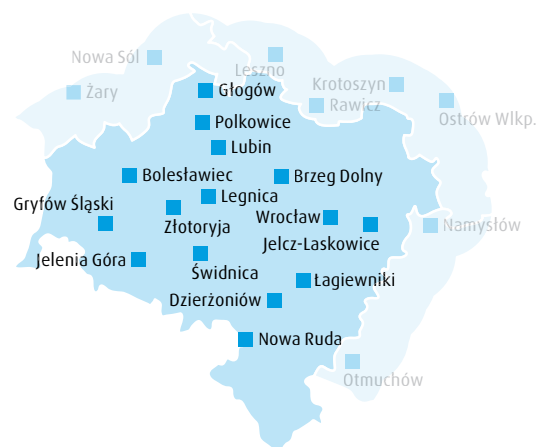 Nowa Sól
Leszno
Krotoszyn
Żary
Głogów
Rawicz
Ostrów Wlkp.
Polkowice
Lubin
Bolesławiec
Brzeg Dolny
Legnica
Gryfów Śląski
Złotoryja
Wrocław
Namysłów
Jelcz-Laskowice
Jelenia Góra
Świdnica
Łagiewniki
Dzierżoniów
Nowa Ruda
Otmuchów